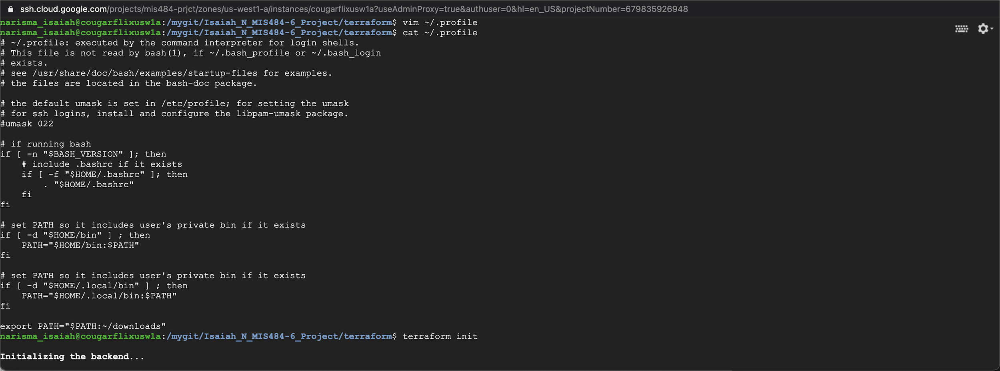 ssh.cloud.google.com/projects/mis484-prjct/zones/us-west1-a/instances/cougarflixusw1a?useAdminProxy=true&authuser=0&hl=en_US&projectNumber=679835926948
narisma_isaiah@cougarflixusw1a:/mygit/Isaiah_N_MIS484-6_Project/terraform$ vim ~/.profile
narisma_isaiah@cougarflixusw1a:/mygit/Isaiah_N_MIS484-6_Project/terraform$ cat ~/.profile
# ~/.profile: executed by the command interpreter for login shells.
# This file is not read by bash(1), if ~/.bash_profile or ~/.bash_login
# exists.
# see /usr/share/doc/bash/examples/startup-files for examples.
# the files are located in the bash-doc package.

# the default umask is set in /etc/profile; for setting the umask
# for ssh logins, install and configure the libpam-umask package.
#umask 022

# if running bash
if [ -n "$BASH_VERSION" ]; then
    # include .bashrc if it exists
    if [ -f "$HOME/.bashrc" ]; then
        . "$HOME/.bashrc"
    fi
fi

# set PATH so it includes user's private bin if it exists
if [ -d "$HOME/bin" ] ; then
    PATH="$HOME/bin:$PATH"
fi

# set PATH so it includes user's private bin if it exists
if [ -d "$HOME/.local/bin" ] ; then
    PATH="$HOME/.local/bin:$PATH"
fi

export PATH="$PATH:~/downloads"
narisma_isaiah@cougarflixusw1a:/mygit/Isaiah_N_MIS484-6_Project/terraform$ terraform init

Initializing the backend...